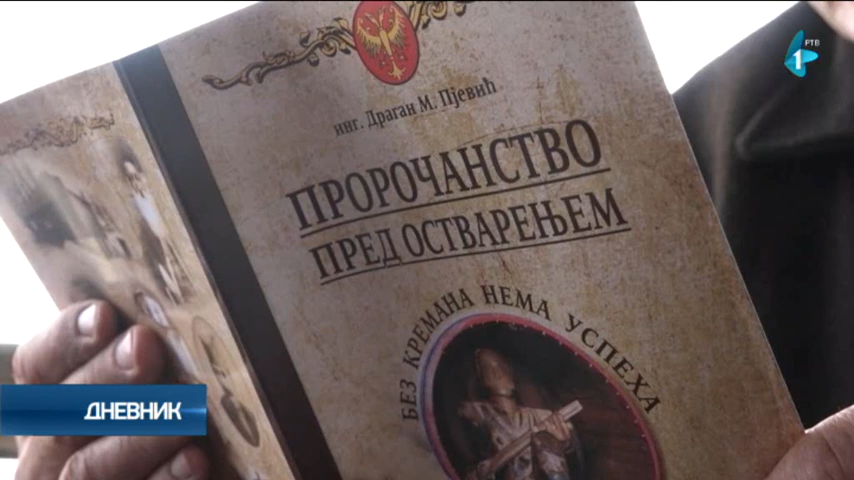 РТВ
1
инг. Драган М. Пјевић
ПРОРОЧАНСТВО
ПРЕД ОСТВАРЕЊЕМ
БЕЗ КРЕМАНА НЕМА УСПЕХА
ДНЕВНИК